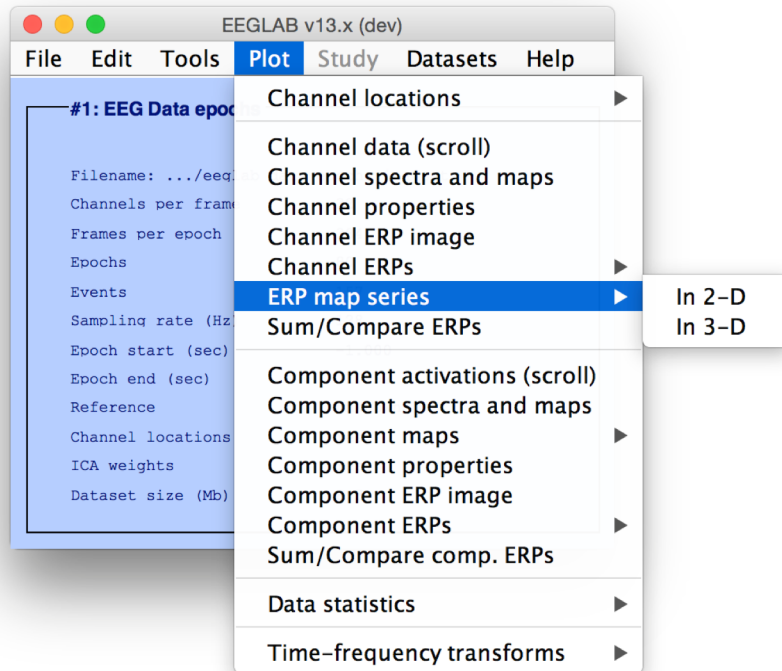 EEGLAB v13.x (dev)
File Edit Tools Plot Study Datasets Help
#1: EEG Data epoc
Filename: .../eeg
Channels per frame
Frames per epoch
Epochs
Events
Sampling rate (Hz)
Epoch start (sec)
Epoch end (sec)
Reference
Channel locations
ICA weights
Dataset size (Mb)
Channel locations
Channel data (scroll)
Channel spectra and maps
Channel properties
Channel ERP image
Channel ERPs
ERP map series
Sum/Compare ERPs
Component activations (scroll)
Component spectra and maps
Component maps
Component properties
Component ERP image
Component ERPs
Sum/Compare comp. ERPs
Data statistics
Time-frequency transforms
In 2-D
In 3-D